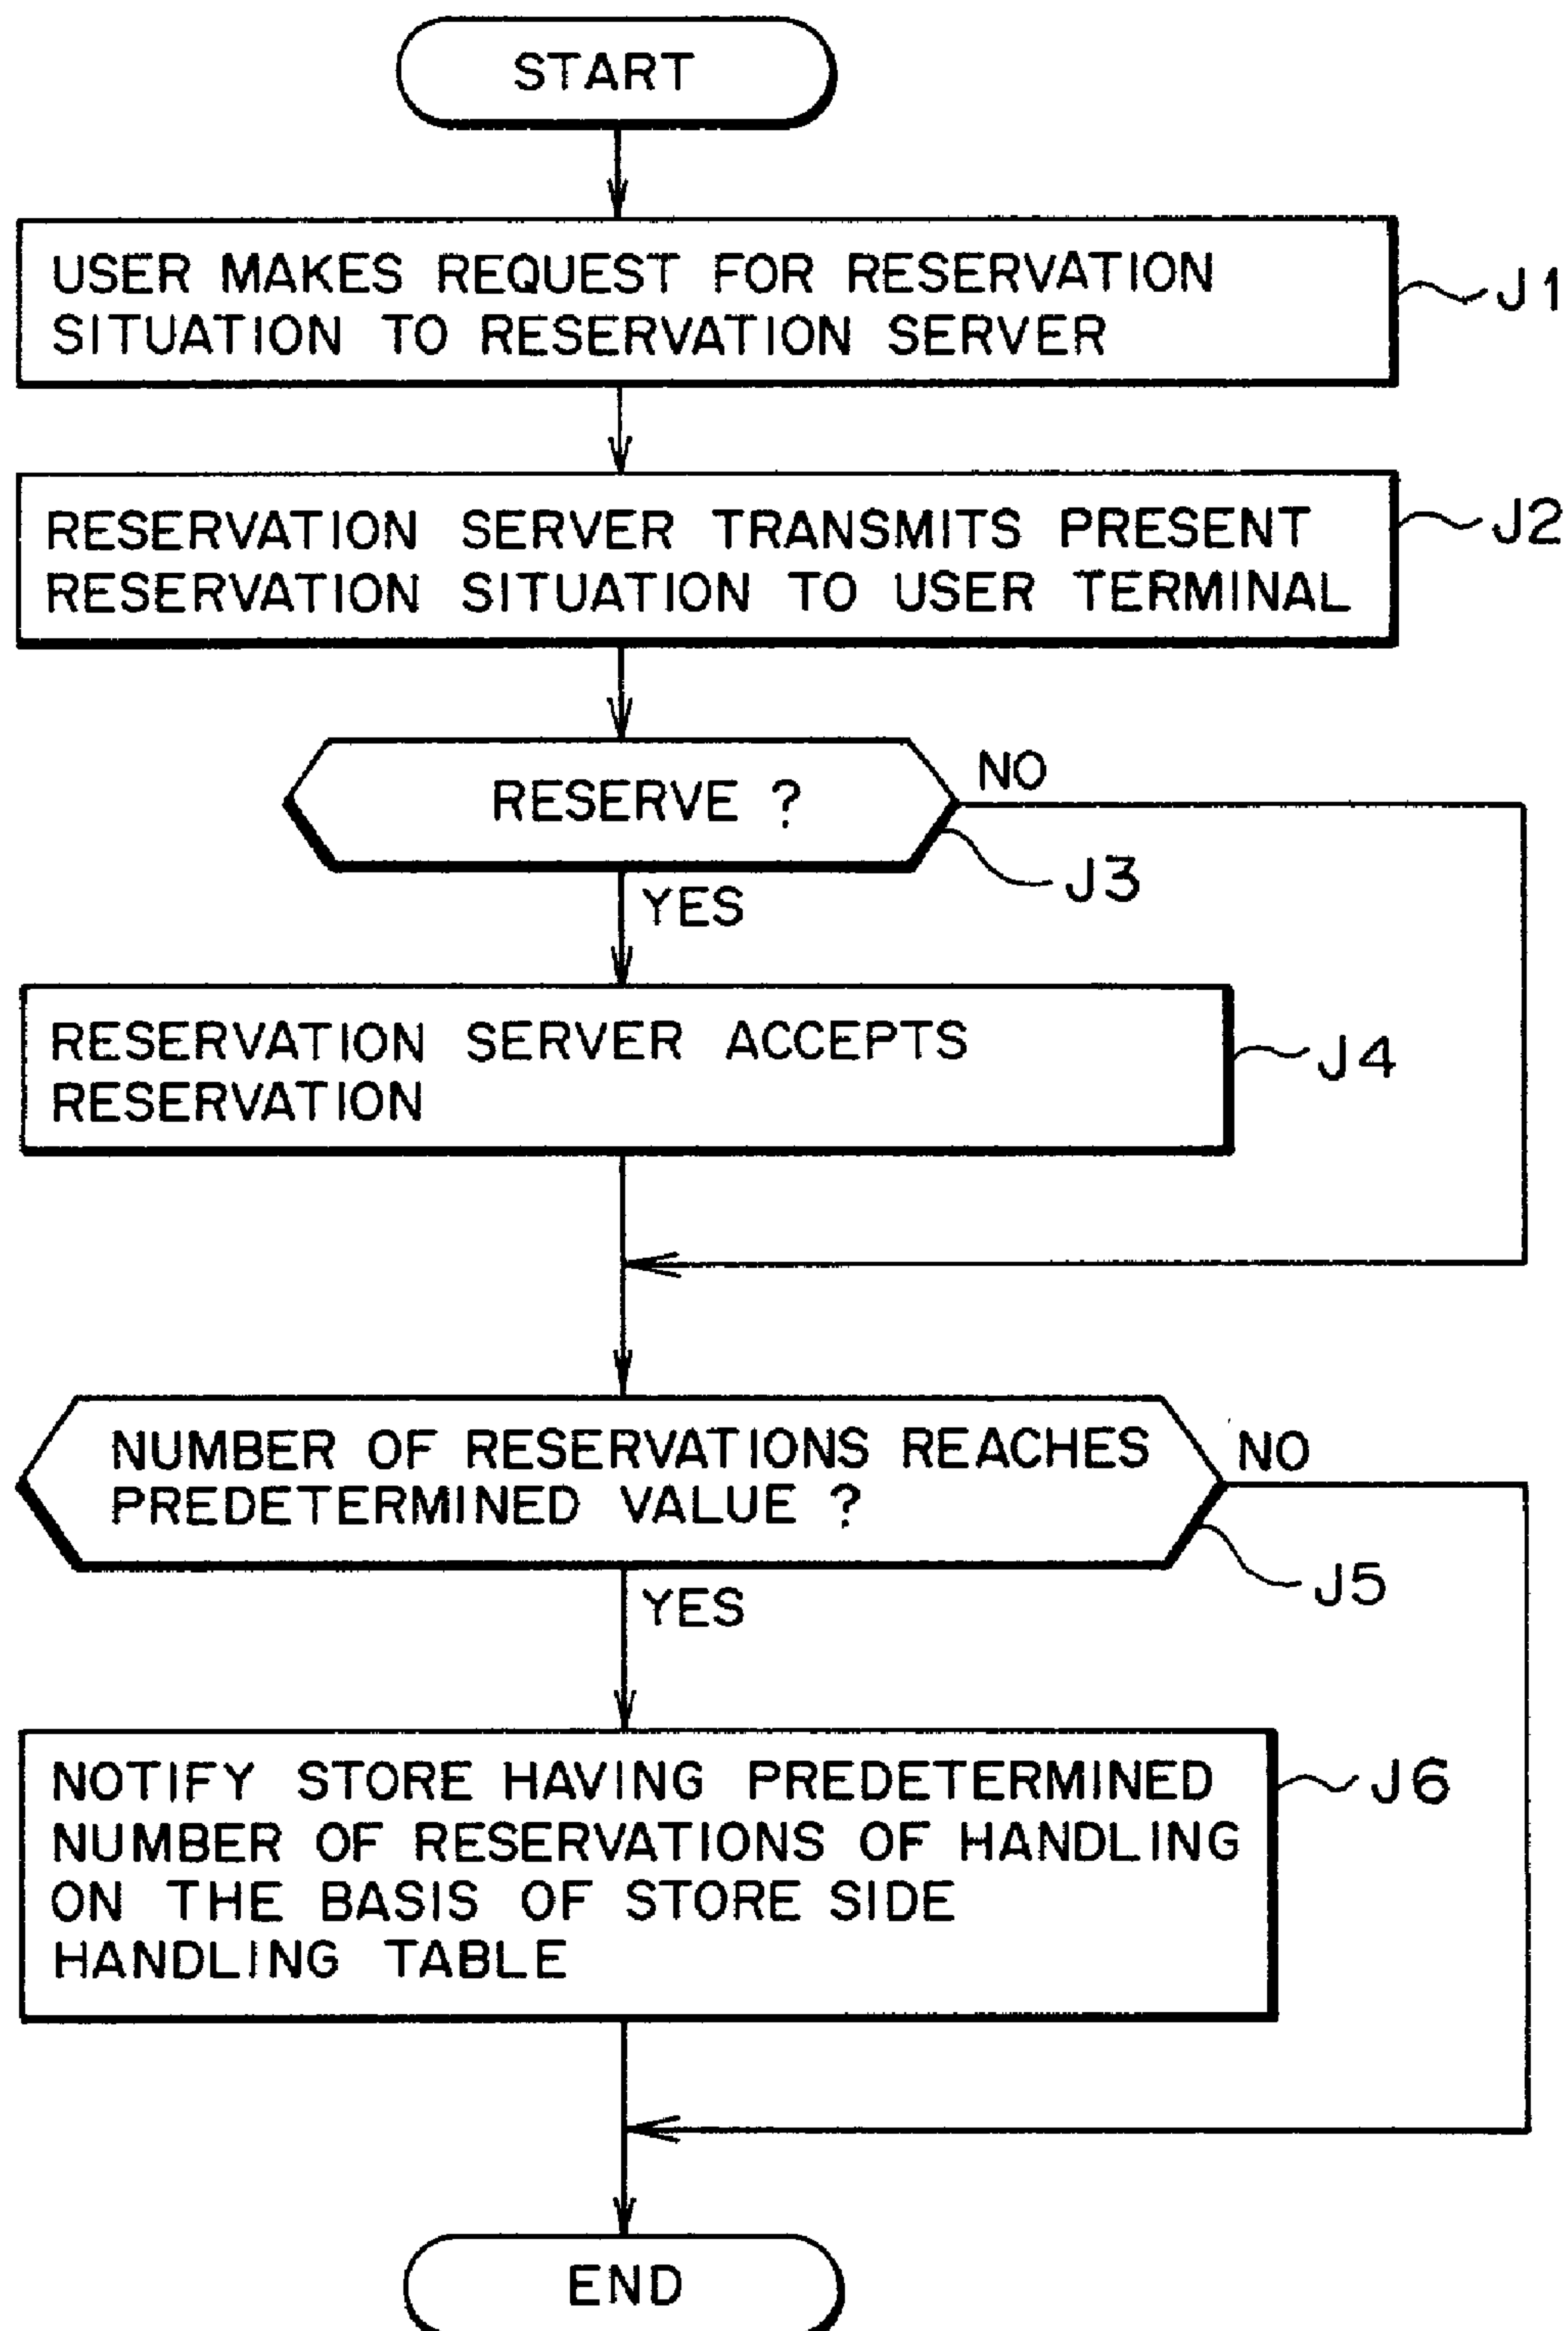 START
USER MAKES REQUEST FOR RESERVATION
SITUATION TO RESERVATION SERVER
J1
RESERVATION SERVER TRANSMITS PRESENT
RESERVATION SITUATION TO USER TERMINAL
J2
RESERVE ?
NO
J3
YES
RESERVATION SERVER ACCEPTS
RESERVATION
J4
NUMBER OF RESERVATIONS REACHES
PREDETERMINED VALUE ?
NO
J5
YES
NOTIFY STORE HAVING PREDETERMINED
NUMBER OF RESERVATIONS OF HANDLING
ON THE BASIS OF STORE SIDE
HANDLING TABLE
J6
END